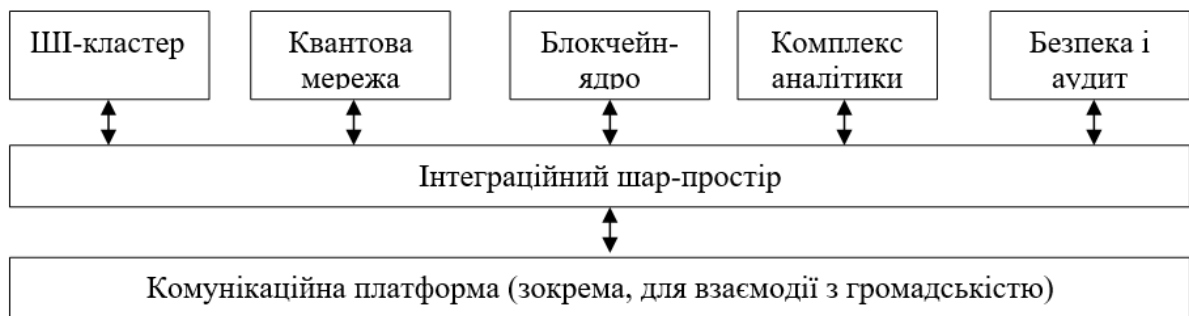 ШІ-кластер
Квантова
мережа
Блокчейн-
ядро
Комплекс
аналітики
Безпека і
аудит
Інтеграційний шар-простір
Комунікаційна платформа (зокрема, для взаємодії з громадськістю)